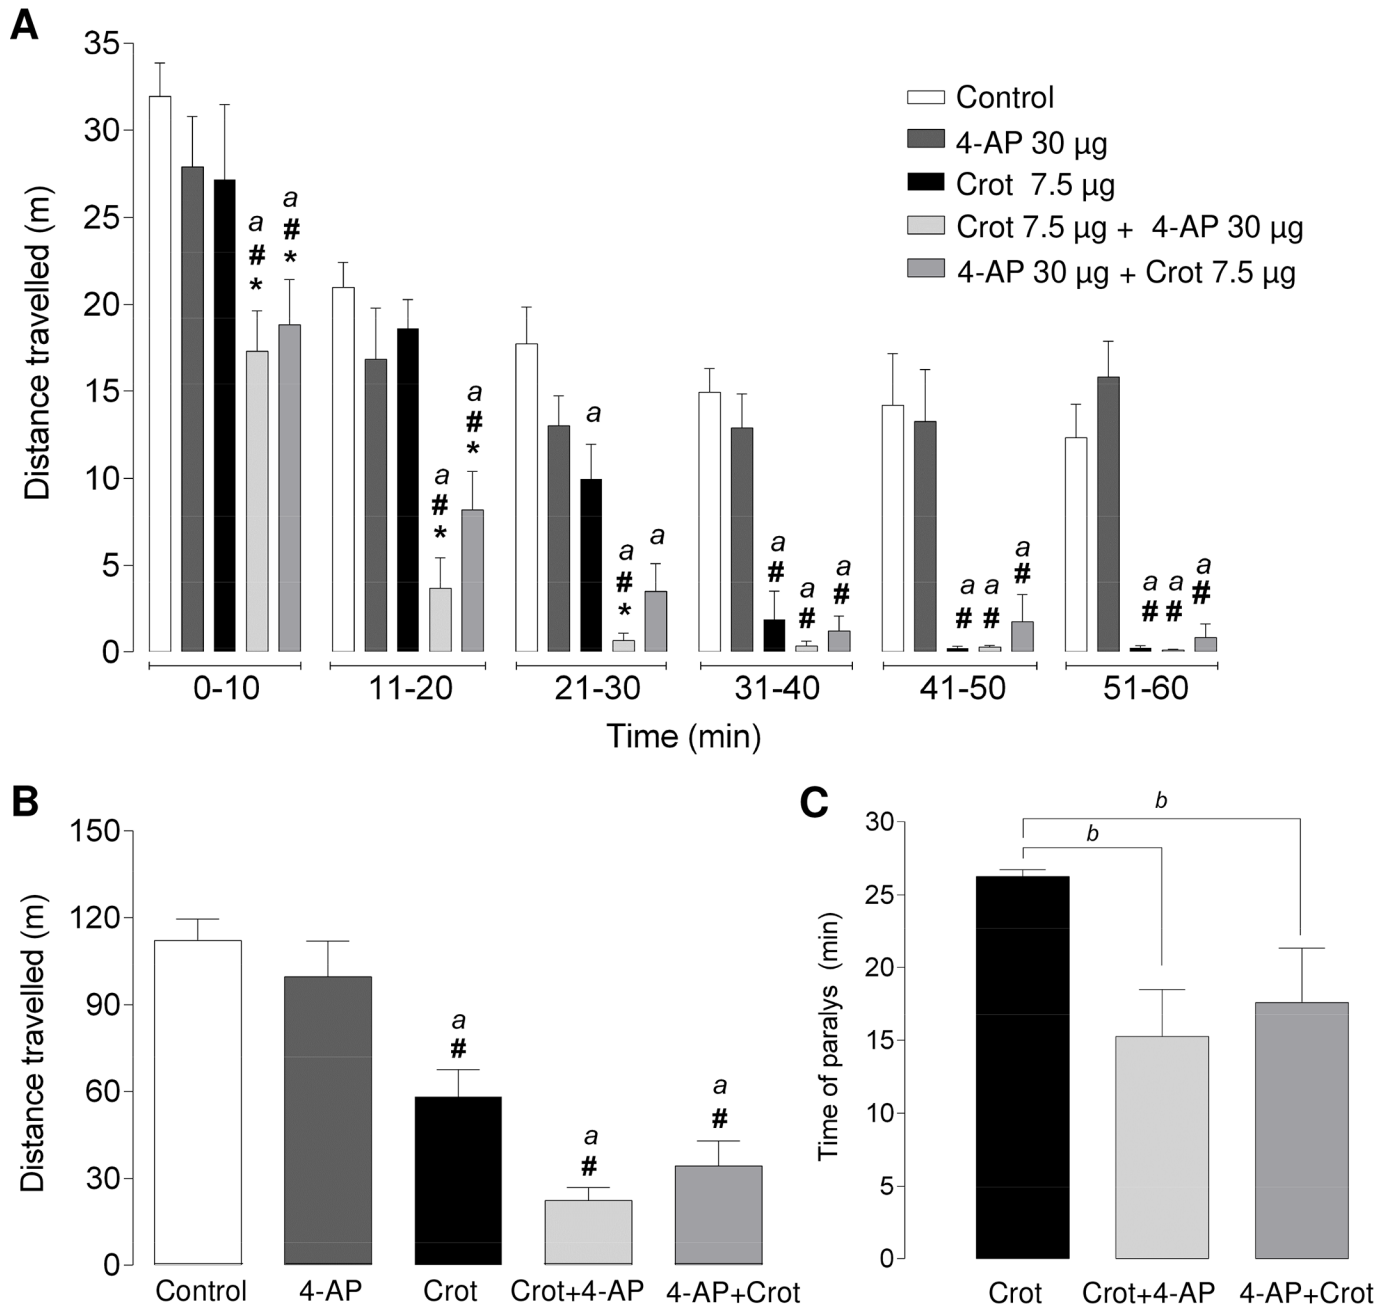 A
35
30
25
20
15
10
5
0
Distance travelled (m)
Control
4-AP 30 µg
Crot 7.5 µg
Crot 7.5 µg + 4-AP 30 µg
4-AP 30 µg + Crot 7.5 µg
a # *
a # *
a # *
a # *
a
a # *
a
a #
a #
a #
a #
a #
a #
a #
a #
a #
0-10 11-20 21-30 31-40 41-50 51-60
Time (min)
B
150
120
90
60
30
0
Distance travelled (m)
a #
a #
a #
Control 4-AP Crot Crot+4-AP 4-AP+Crot
C
30
25
20
15
10
5
0
Time of paralys (min)
b
b
Crot Crot+4-AP 4-AP+Crot